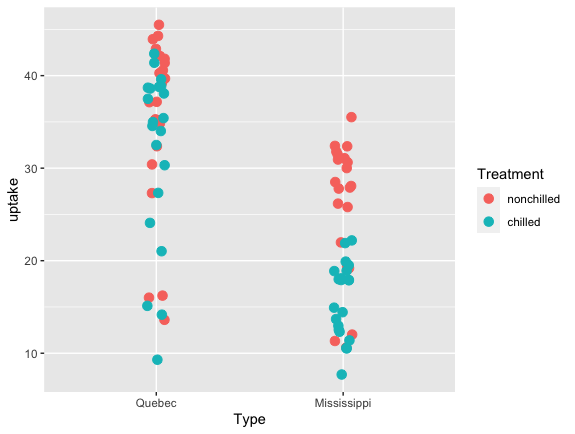 40
30
20
10
uptake
Quebec
Mississippi
Type
Treatment
nonchilled
chilled